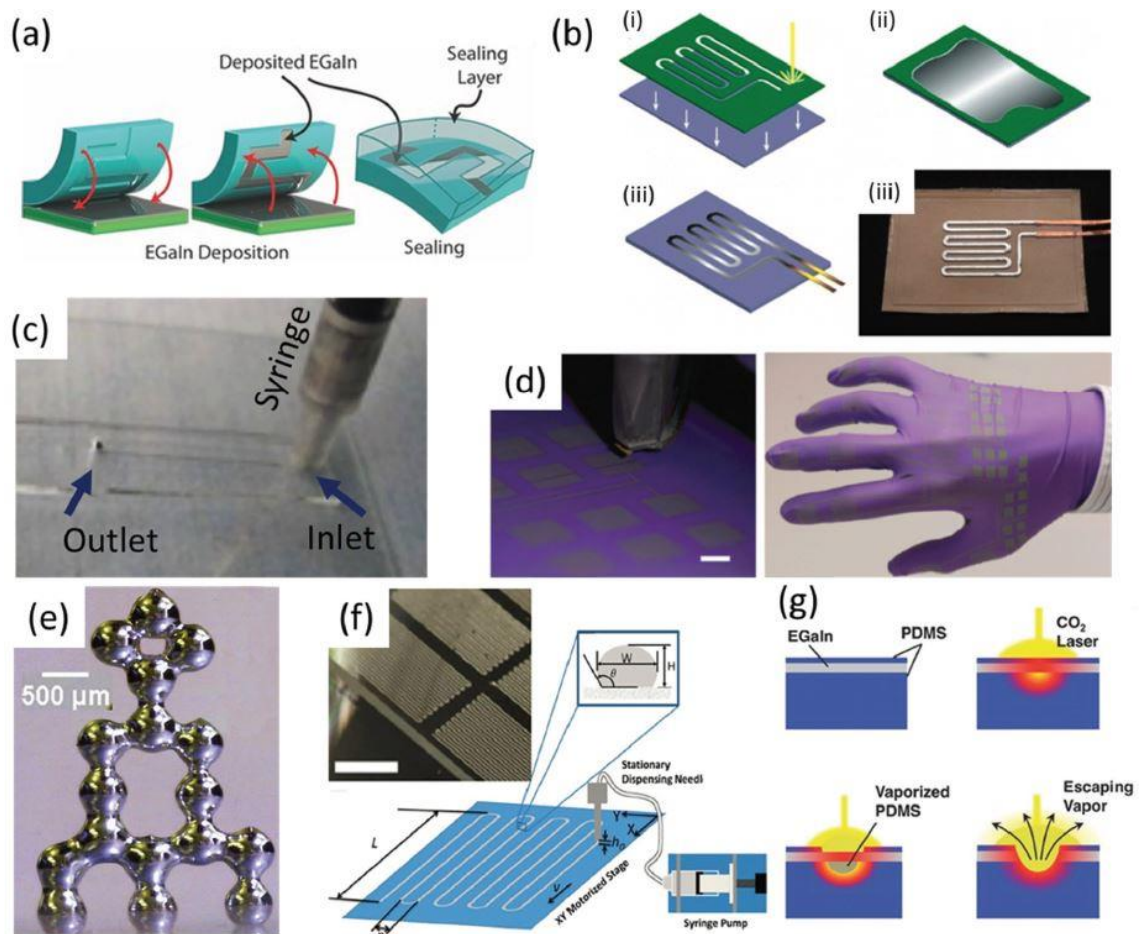 (a)
Deposited EGaIn
Sealing
Layer
EGaIn Deposition
Sealing
(b)
(i)
(ii)
(iii)
(iii)
(c)
Syringe
Outlet
Inlet
(d)
(e)
500 µm
(f)
W
H
θ
Stationary
Dispensing Needl
Y
X
h₀
L
v
XY Motorized Stage
Syringe Pump
(g)
EGaIn
PDMS
CO₂
Laser
Vaporized
PDMS
Escaping
Vapor